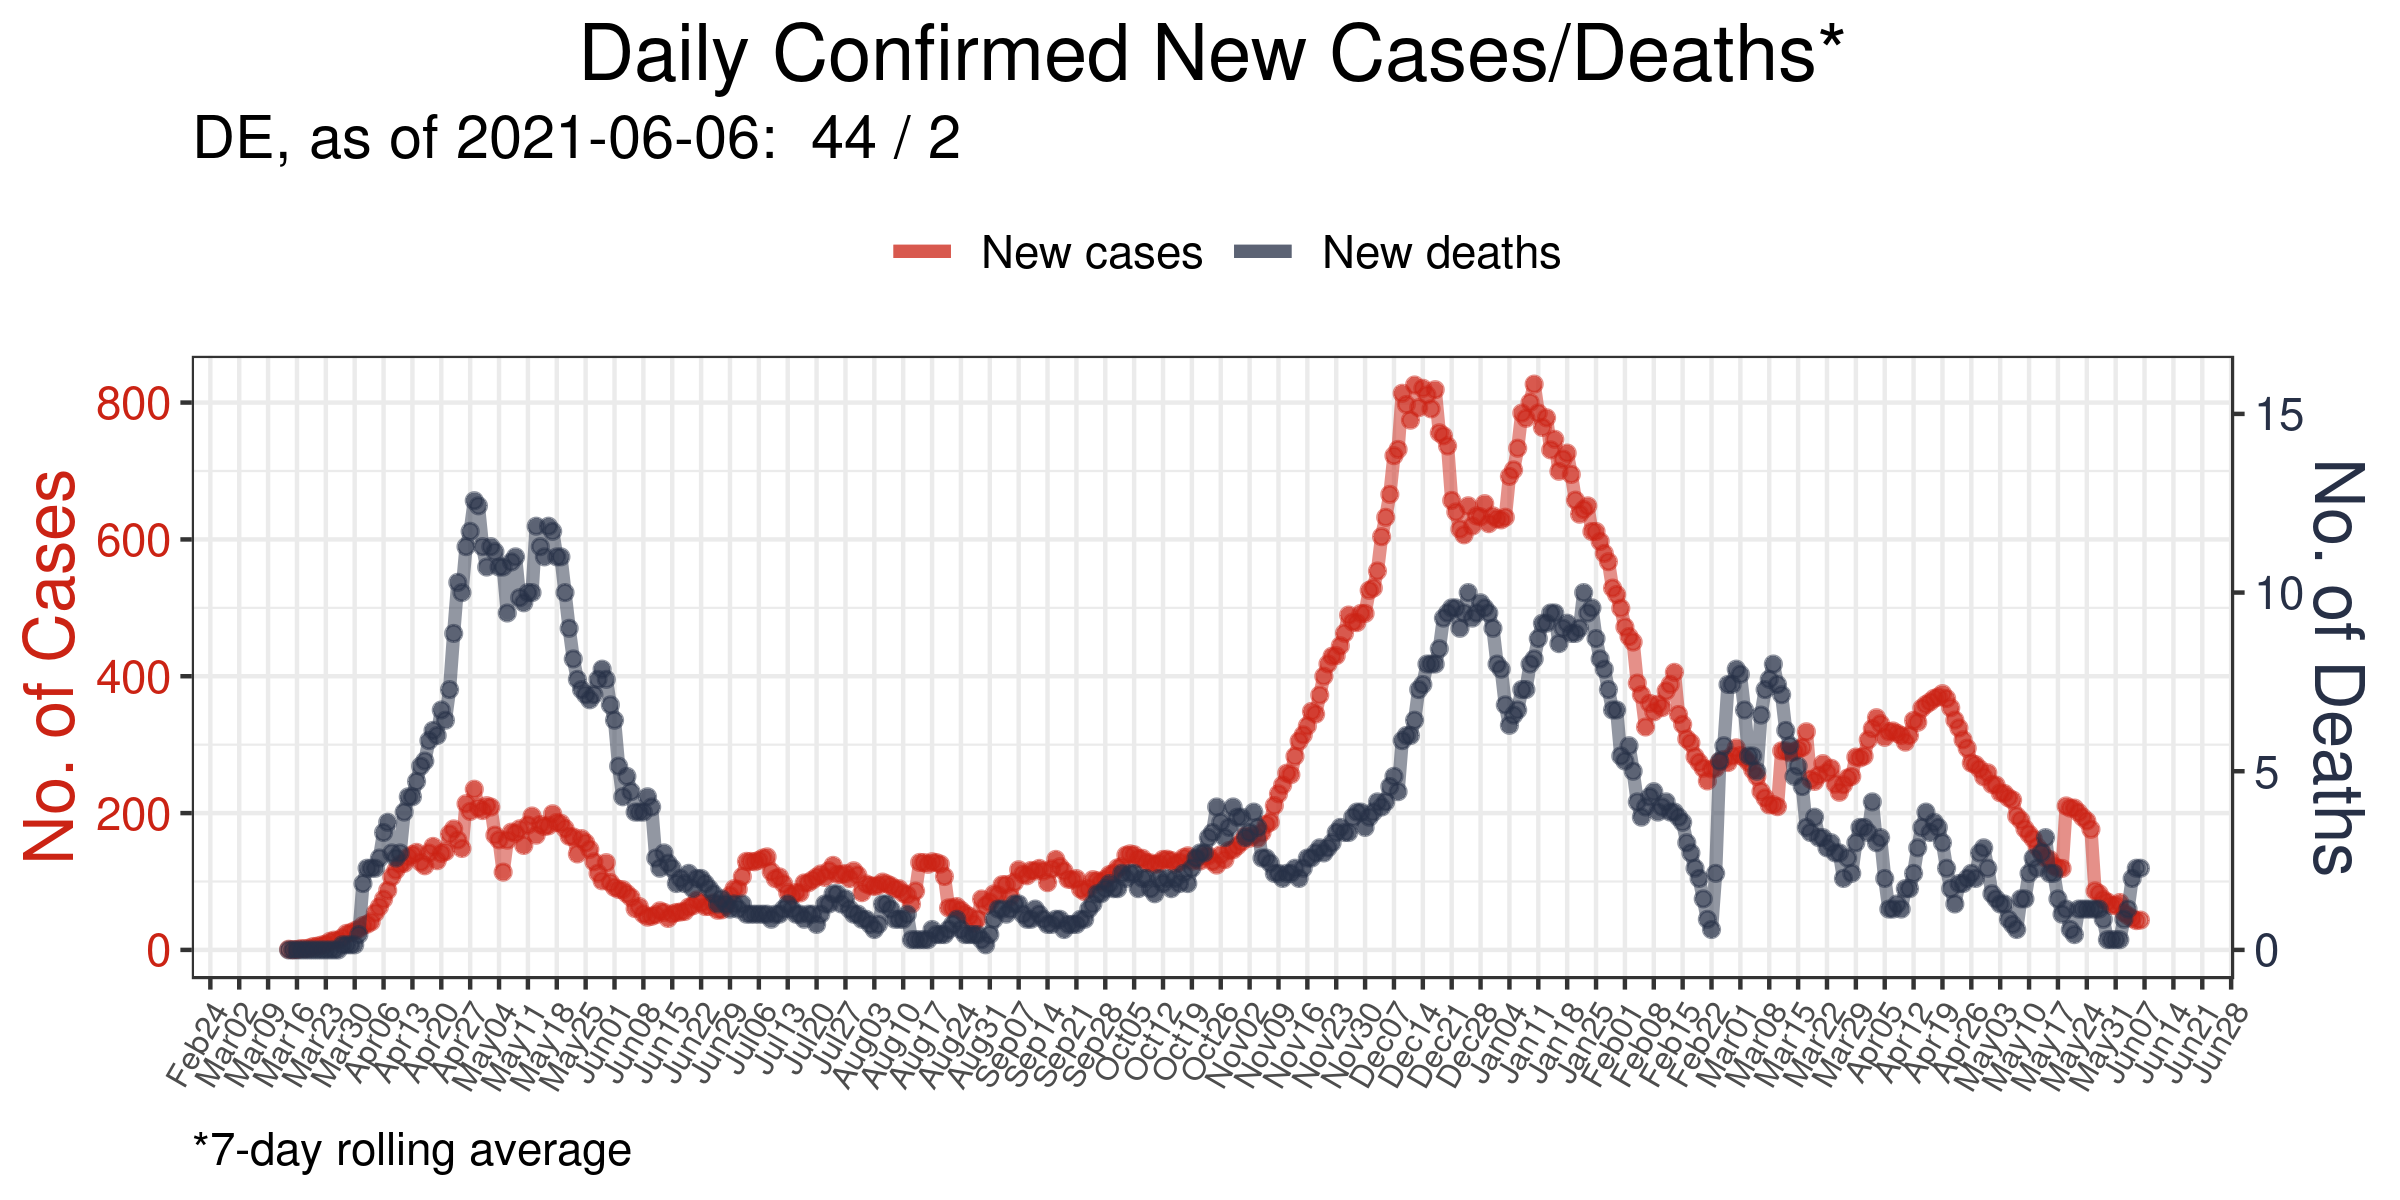 Daily Confirmed New Cases/Deaths*
DE, as of 2021-06-06:  44 / 2
New cases
New deaths
No. of Cases
800
600
400
200
0
15
10
5
0
No. of Deaths
Feb24
Mar02
Mar09
Mar16
Mar23
Mar30
Apr06
Apr13
Apr20
Apr27
May04
May11
May18
May25
Jun01
Jun08
Jun15
Jun22
Jun29
Jul06
Jul13
Jul20
Jul27
Aug03
Aug10
Aug17
Aug24
Aug31
Sep07
Sep14
Sep21
Sep28
Oct05
Oct12
Oct19
Oct26
Nov02
Nov09
Nov16
Nov23
Nov30
Dec07
Dec14
Dec21
Dec28
Jan04
Jan11
Jan18
Jan25
Feb01
Feb08
Feb15
Feb22
Mar01
Mar08
Mar15
Mar22
Mar29
Apr05
Apr12
Apr19
Apr26
May03
May10
May17
May24
May31
Jun07
Jun14
Jun21
Jun28
*7-day rolling average